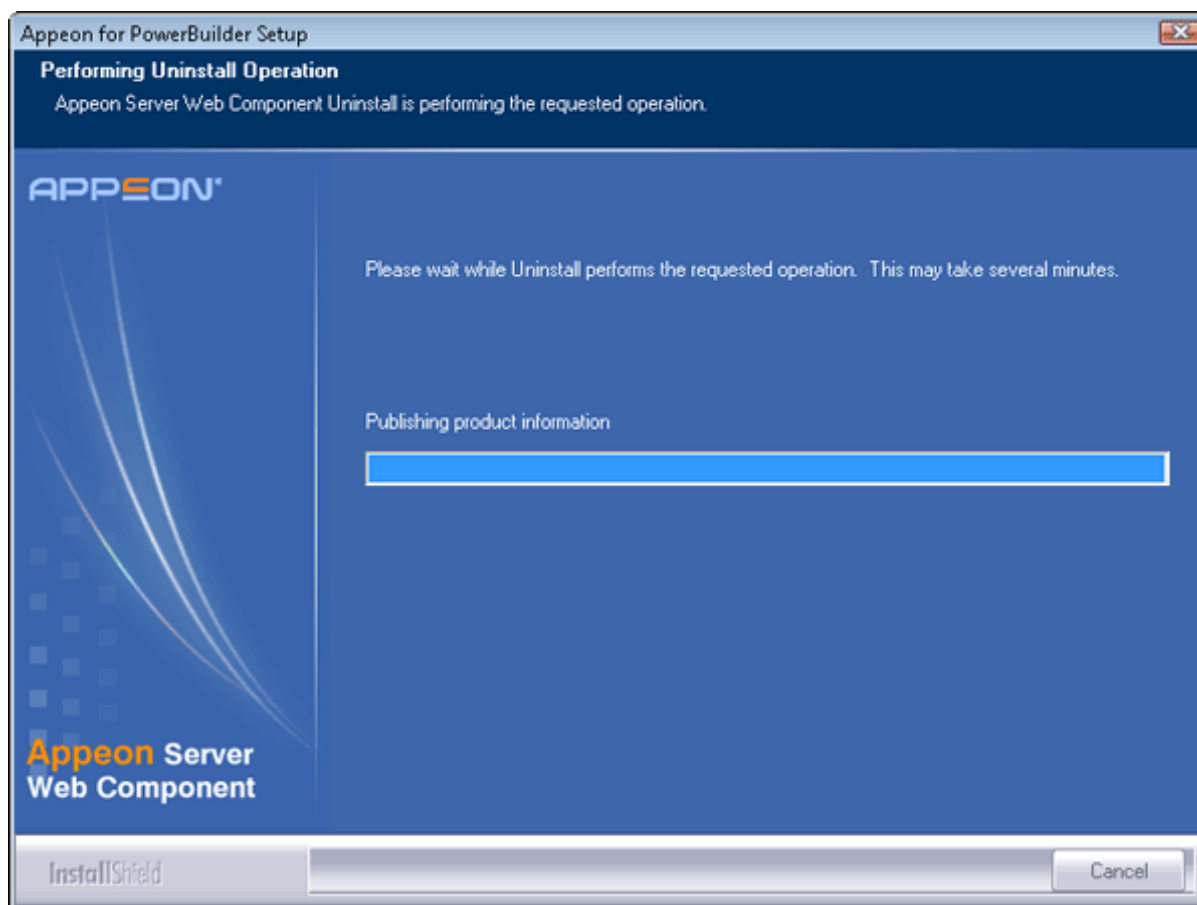 Appeon for PowerBuilder Setup
Performing Uninstall Operation
Appeon Server Web Component Uninstall is performing the requested operation.
APPEON
Please wait while Uninstall performs the requested operation. This may take several minutes.
Publishing product information
Appeon Server
Web Component
InstallShield
Cancel